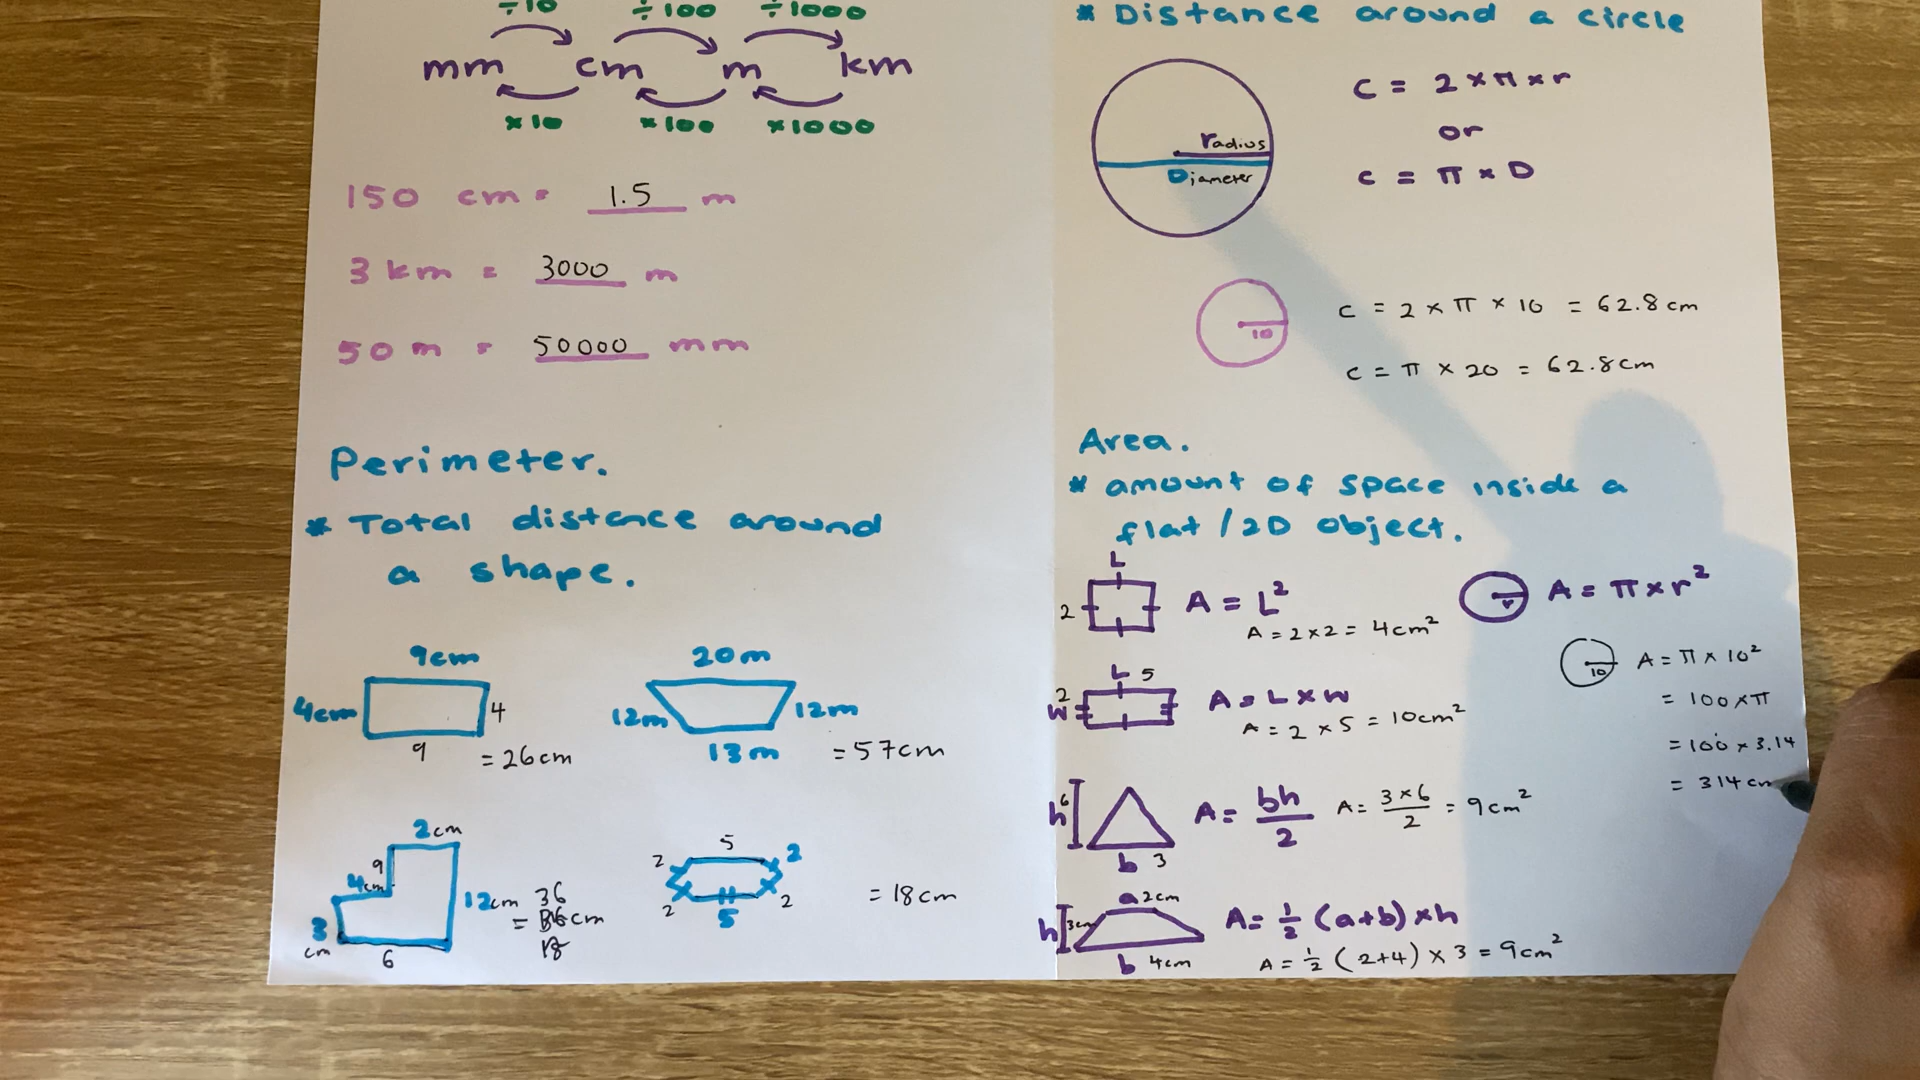 ÷10 ÷100 ÷1000
mm cm m km
×10 ×100 ×1000
150 cm = 1.5 m
3 km = 3000 m
50 m = 50000 mm
Perimeter.
* Total distance around
a shape.
9cm
4cm 4
9
= 26cm
20m
12m 12m
13m
= 57cm
2cm
9
4cm
12cm
3
cm
6
36
= cm
18
5
2 2
2 2
5
= 18cm
* Distance around a circle
radius
Diameter
C = 2 × π × r
or
C = π × D
10
C = 2 × π × 10 = 62.8 cm
C = π × 20 = 62.8cm
Area.
* amount of space inside a
flat / 2D object.
L
2
A = L²
A = 2 × 2 = 4cm²
L 5
2
W
A = L × W
A = 2 × 5 = 10cm²
h 6
b 3
A = bh
2
A = 3 × 6 = 9cm²
2
a 2cm
h 3cm
b 4cm
A = ½ (a+b) × h
A = ½ (2+4) × 3 = 9cm²
r
A = π × r²
10
A = π × 10²
= 100 × π
= 100 × 3.14
= 314 cm